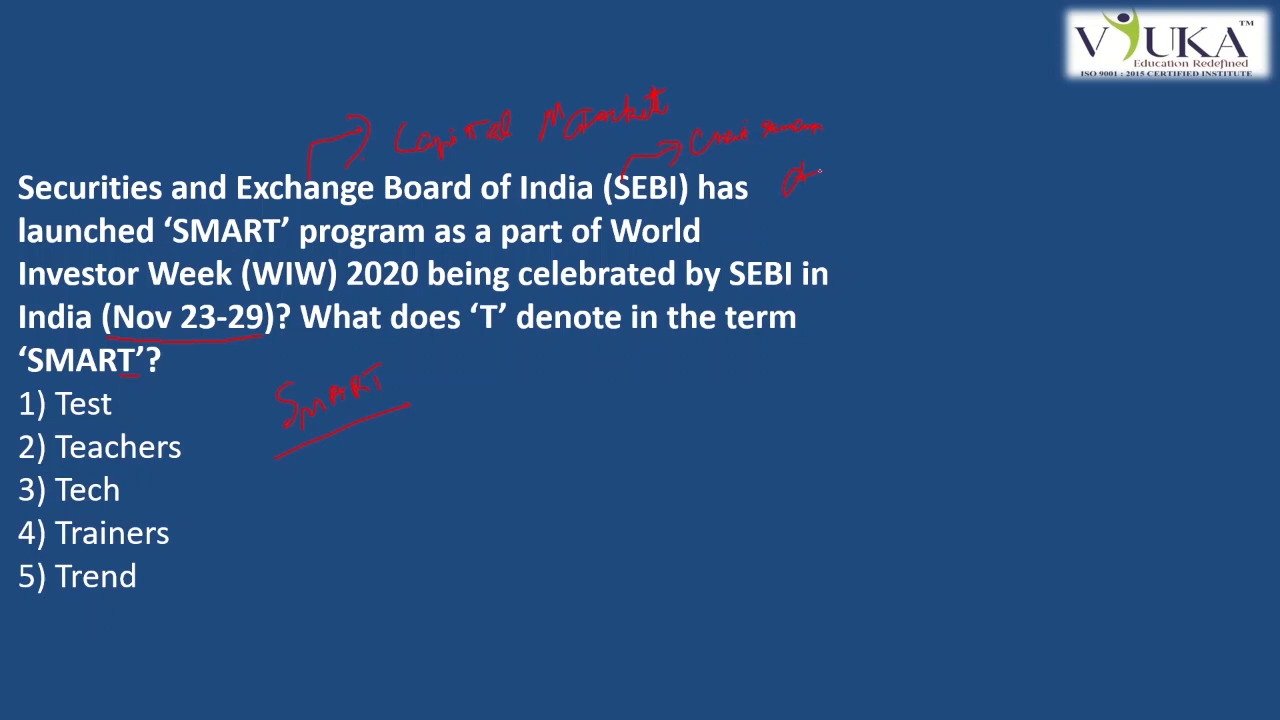 VIUKA™
Education Redefined
ISO 9001 : 2015 CERTIFIED INSTITUTE
Capital Market
Securities and Exchange Board of India (SEBI) has
launched ‘SMART’ program as a part of World
Investor Week (WIW) 2020 being celebrated by SEBI in
India (Nov 23-29)? What does ‘T’ denote in the term
‘SMART’?
SMART
1) Test
2) Teachers
3) Tech
4) Trainers
5) Trend